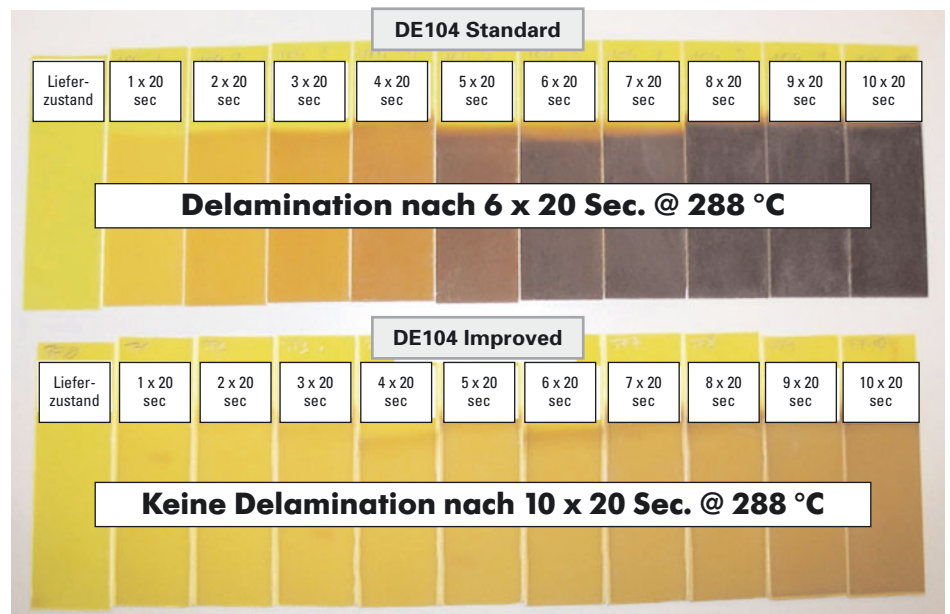 DE104 Standard
Liefer-
zustand
1 x 20
sec
2 x 20
sec
3 x 20
sec
4 x 20
sec
5 x 20
sec
6 x 20
sec
7 x 20
sec
8 x 20
sec
9 x 20
sec
10 x 20
sec
Delamination nach 6 x 20 Sec. @ 288 °C
DE104 Improved
Liefer-
zustand
1 x 20
sec
2 x 20
sec
3 x 20
sec
4 x 20
sec
5 x 20
sec
6 x 20
sec
7 x 20
sec
8 x 20
sec
9 x 20
sec
10 x 20
sec
Keine Delamination nach 10 x 20 Sec. @ 288 °C